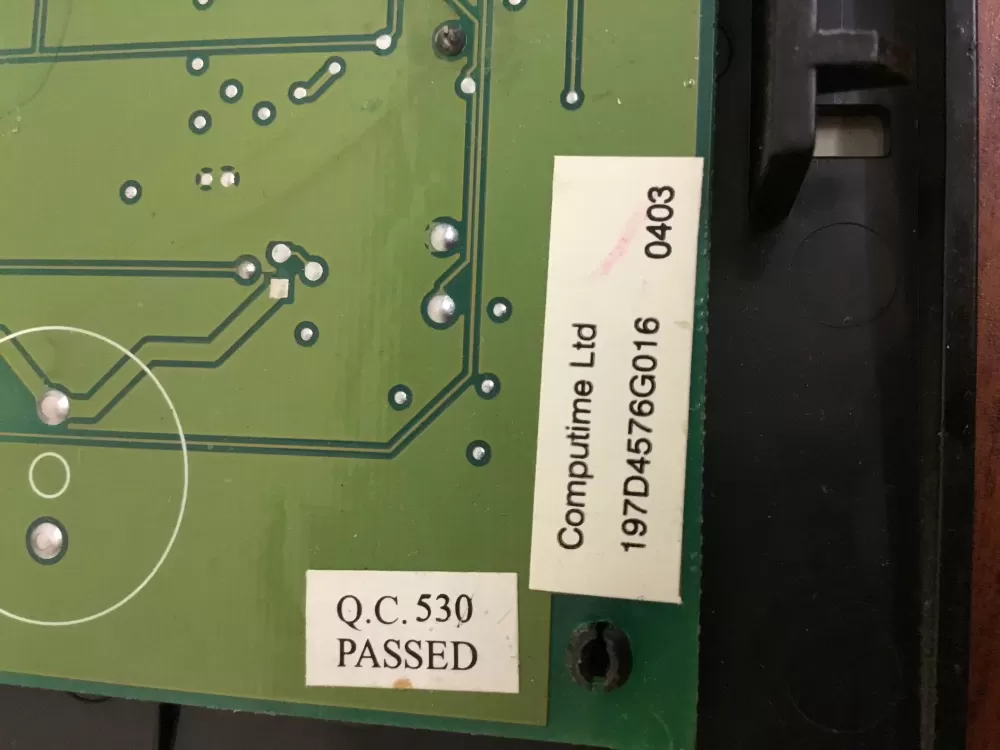 Computime Ltd
197D4576G016 0403
Q.C. 530
PASSED